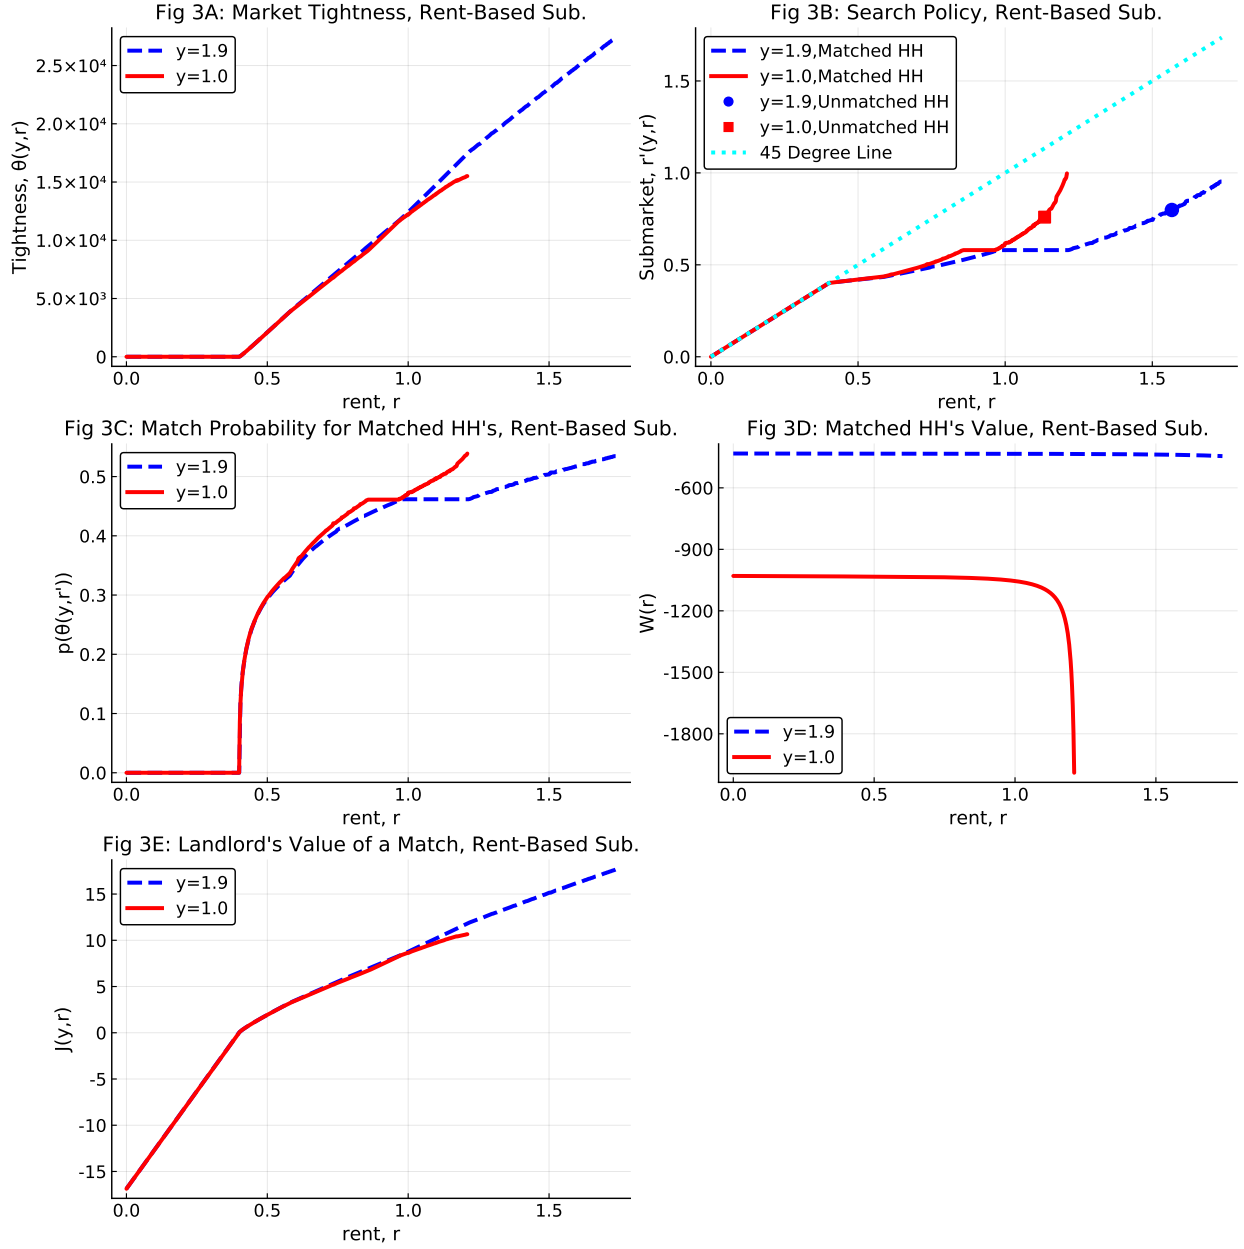 Fig 3A: Market Tightness, Rent-Based Sub.
y=1.9
y=1.0
Tightness, θ(y,r)
2.5×10⁴
2.0×10⁴
1.5×10⁴
1.0×10⁴
5.0×10³
0
0.0 0.5 1.0 1.5
rent, r
Fig 3B: Search Policy, Rent-Based Sub.
y=1.9,Matched HH
y=1.0,Matched HH
y=1.9,Unmatched HH
y=1.0,Unmatched HH
45 Degree Line
Submarket, r'(y,r)
1.5
1.0
0.5
0.0
0.0 0.5 1.0 1.5
rent, r
Fig 3C: Match Probability for Matched HH's, Rent-Based Sub.
y=1.9
y=1.0
p(θ(y,r'))
0.5
0.4
0.3
0.2
0.1
0.0
0.0 0.5 1.0 1.5
rent, r
Fig 3D: Matched HH's Value, Rent-Based Sub.
W(r)
-600
-900
-1200
-1500
-1800
y=1.9
y=1.0
0.0 0.5 1.0 1.5
rent, r
Fig 3E: Landlord's Value of a Match, Rent-Based Sub.
y=1.9
y=1.0
J(y,r)
15
10
5
0
-5
-10
-15
0.0 0.5 1.0 1.5
rent, r